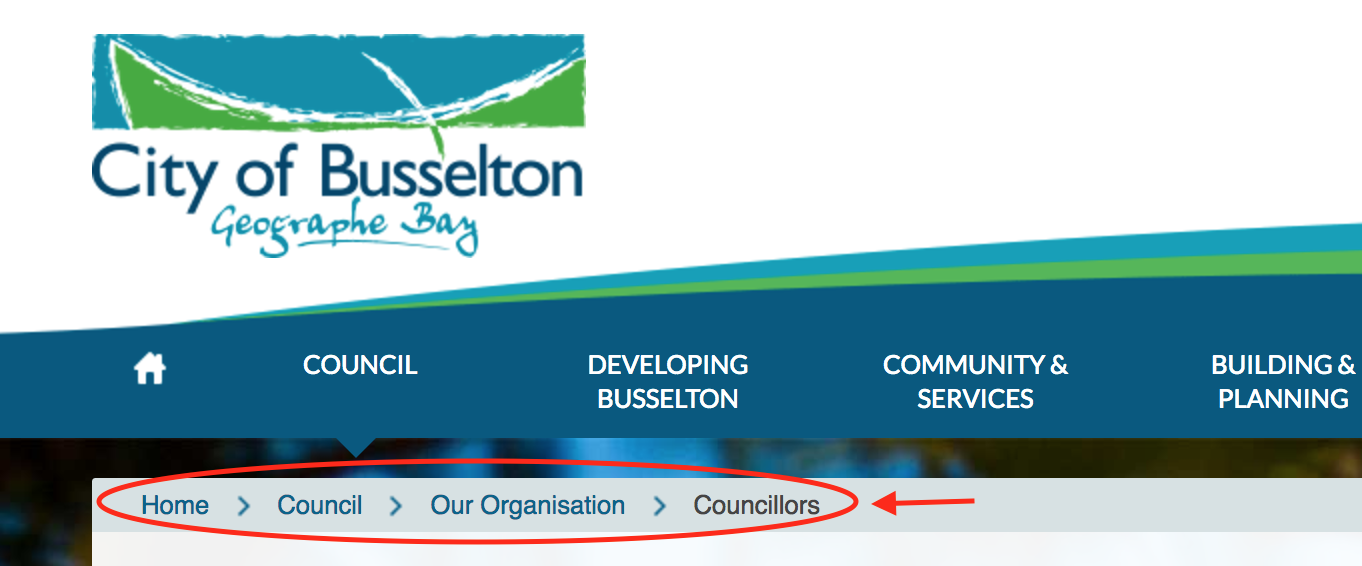 City of Busselton
Geographe Bay
COUNCIL
DEVELOPING
BUSSELTON
COMMUNITY &
SERVICES
BUILDING &
PLANNING
Home > Council > Our Organisation > Councillors